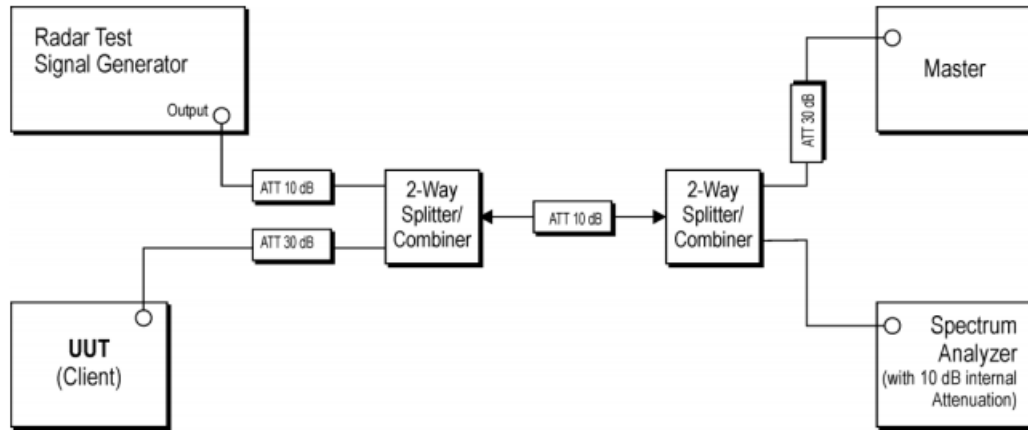 Radar Test
Signal Generator
Output
ATT 10 dB
ATT 30 dB
2-Way
Splitter/
Combiner
ATT 10 dB
2-Way
Splitter/
Combiner
ATT 30 dB
Master
UUT
(Client)
Spectrum
Analyzer
(with 10 dB internal
Attenuation)